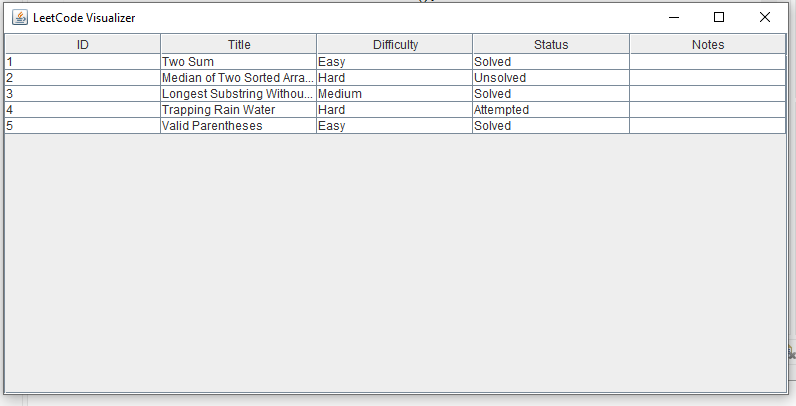 LeetCode Visualizer
ID Title Difficulty Status Notes
1 Two Sum Easy Solved
2 Median of Two Sorted Arra... Hard Unsolved
3 Longest Substring Withou... Medium Solved
4 Trapping Rain Water Hard Attempted
5 Valid Parentheses Easy Solved